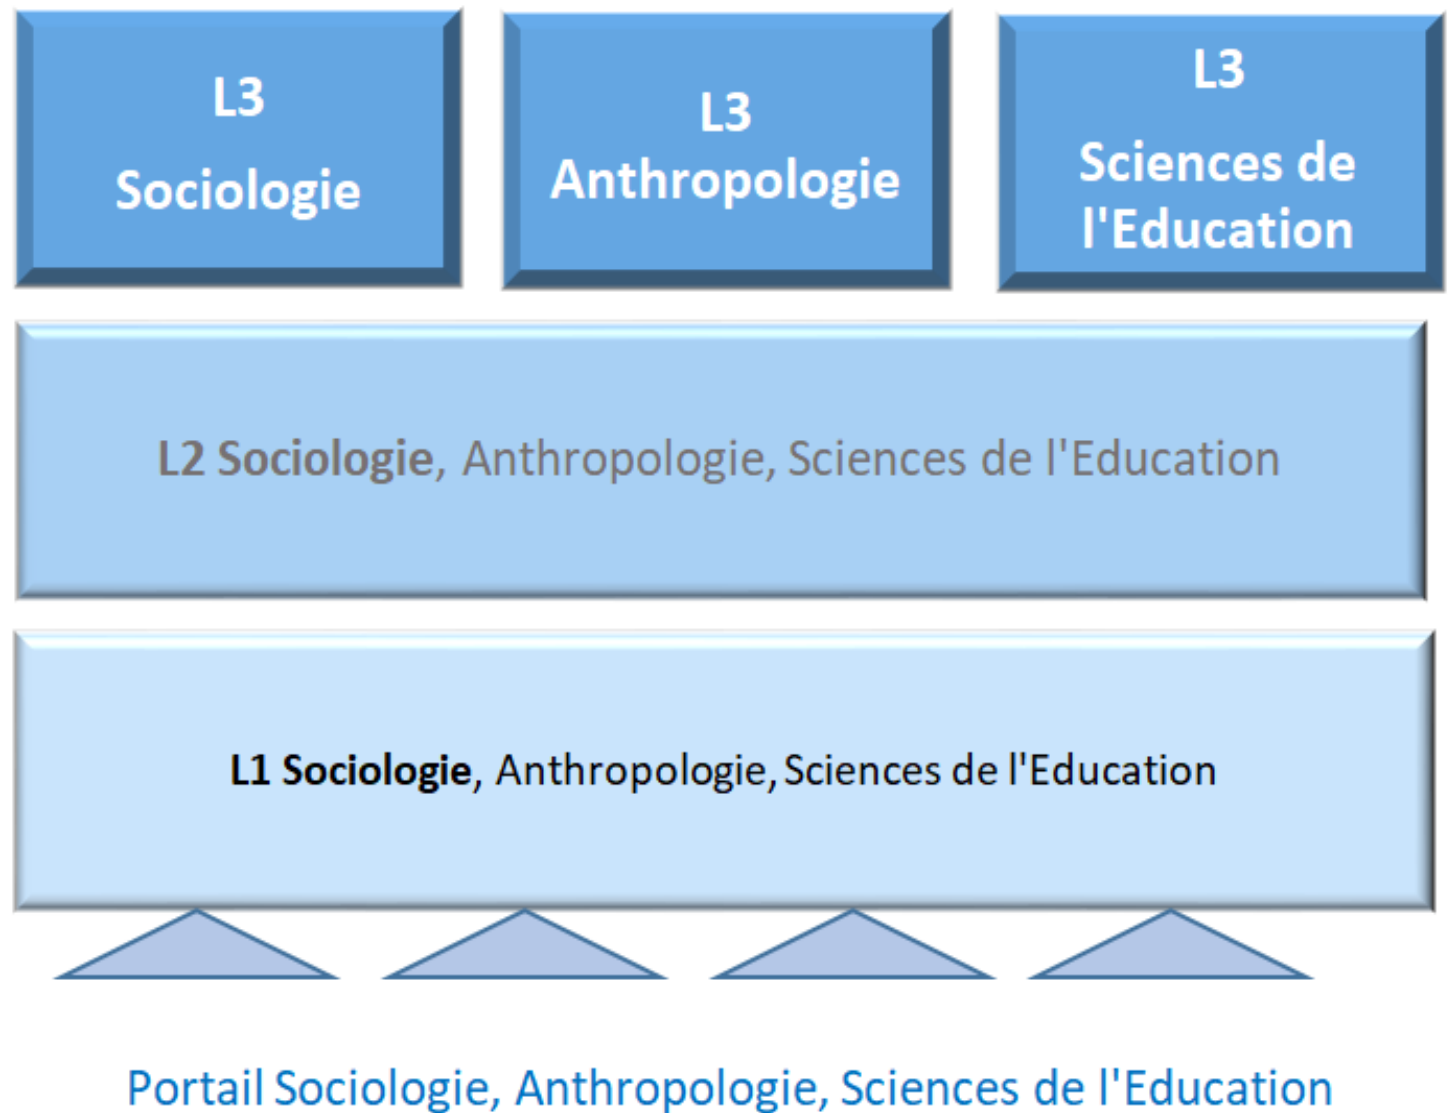 L3
Sociologie
L3
Anthropologie
L3
Sciences de
l'Education
L2 Sociologie, Anthropologie, Sciences de l'Education
L1 Sociologie, Anthropologie, Sciences de l'Education
Portail Sociologie, Anthropologie, Sciences de l'Education